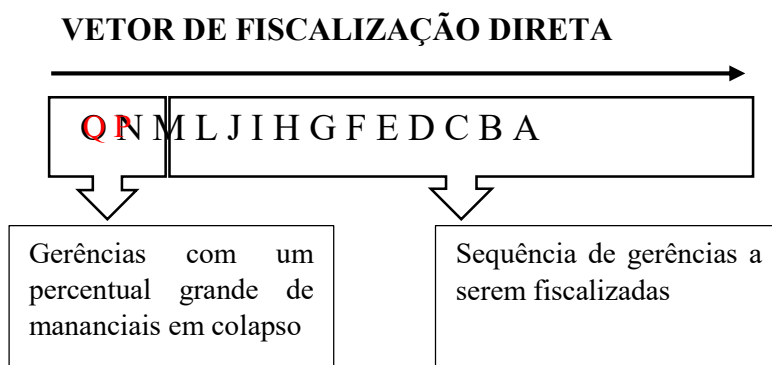 VETOR DE FISCALIZAÇÃO DIRETA
Q P
O N M L J I H G F E D C B A
Gerências com um
percentual grande de
mananciais em colapso
Sequência de gerências a
serem fiscalizadas